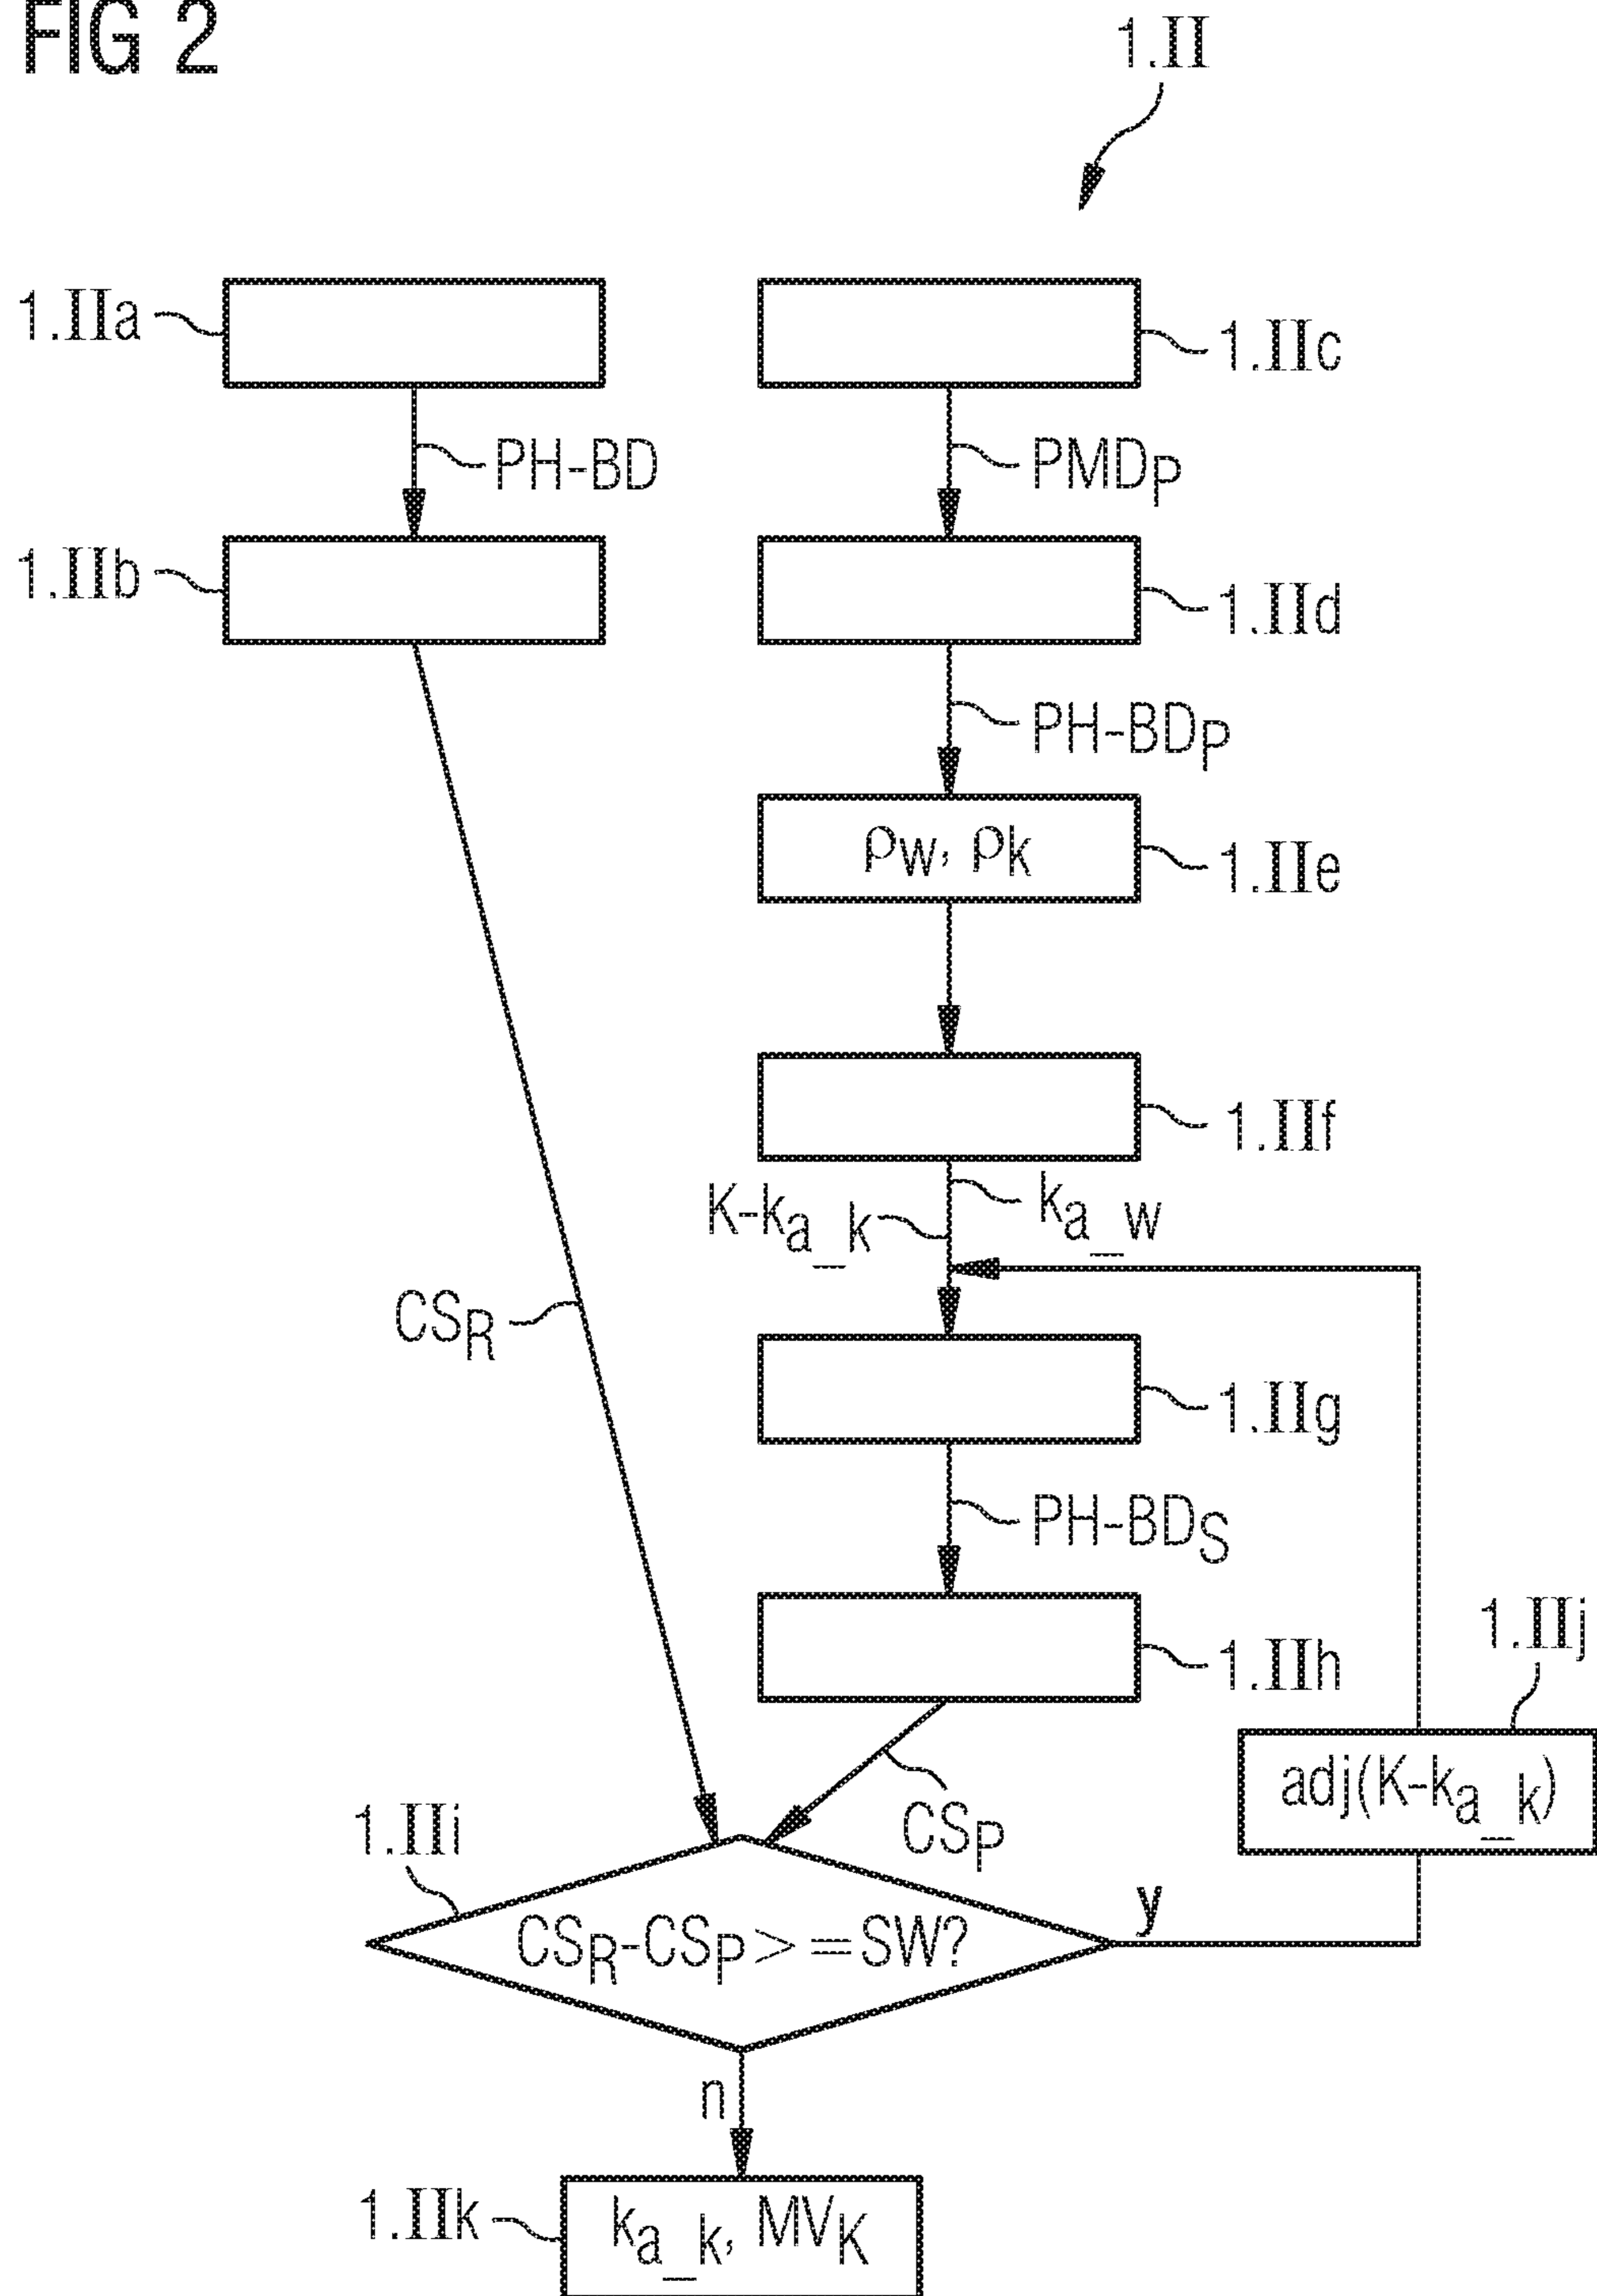 FIG 2
1.II
1.IIa
1.IIc
PH-BD
PMDP
1.IIb
1.IId
PH-BDP
ρw, ρk
1.IIe
1.IIf
K-ka_k
ka_w
CSR
1.IIg
PH-BDS
1.IIh
1.IIj
adj(K-ka_k)
CSP
1.IIi
y
CSR-CSP>=SW?
n
1.IIk
ka_k, MVK